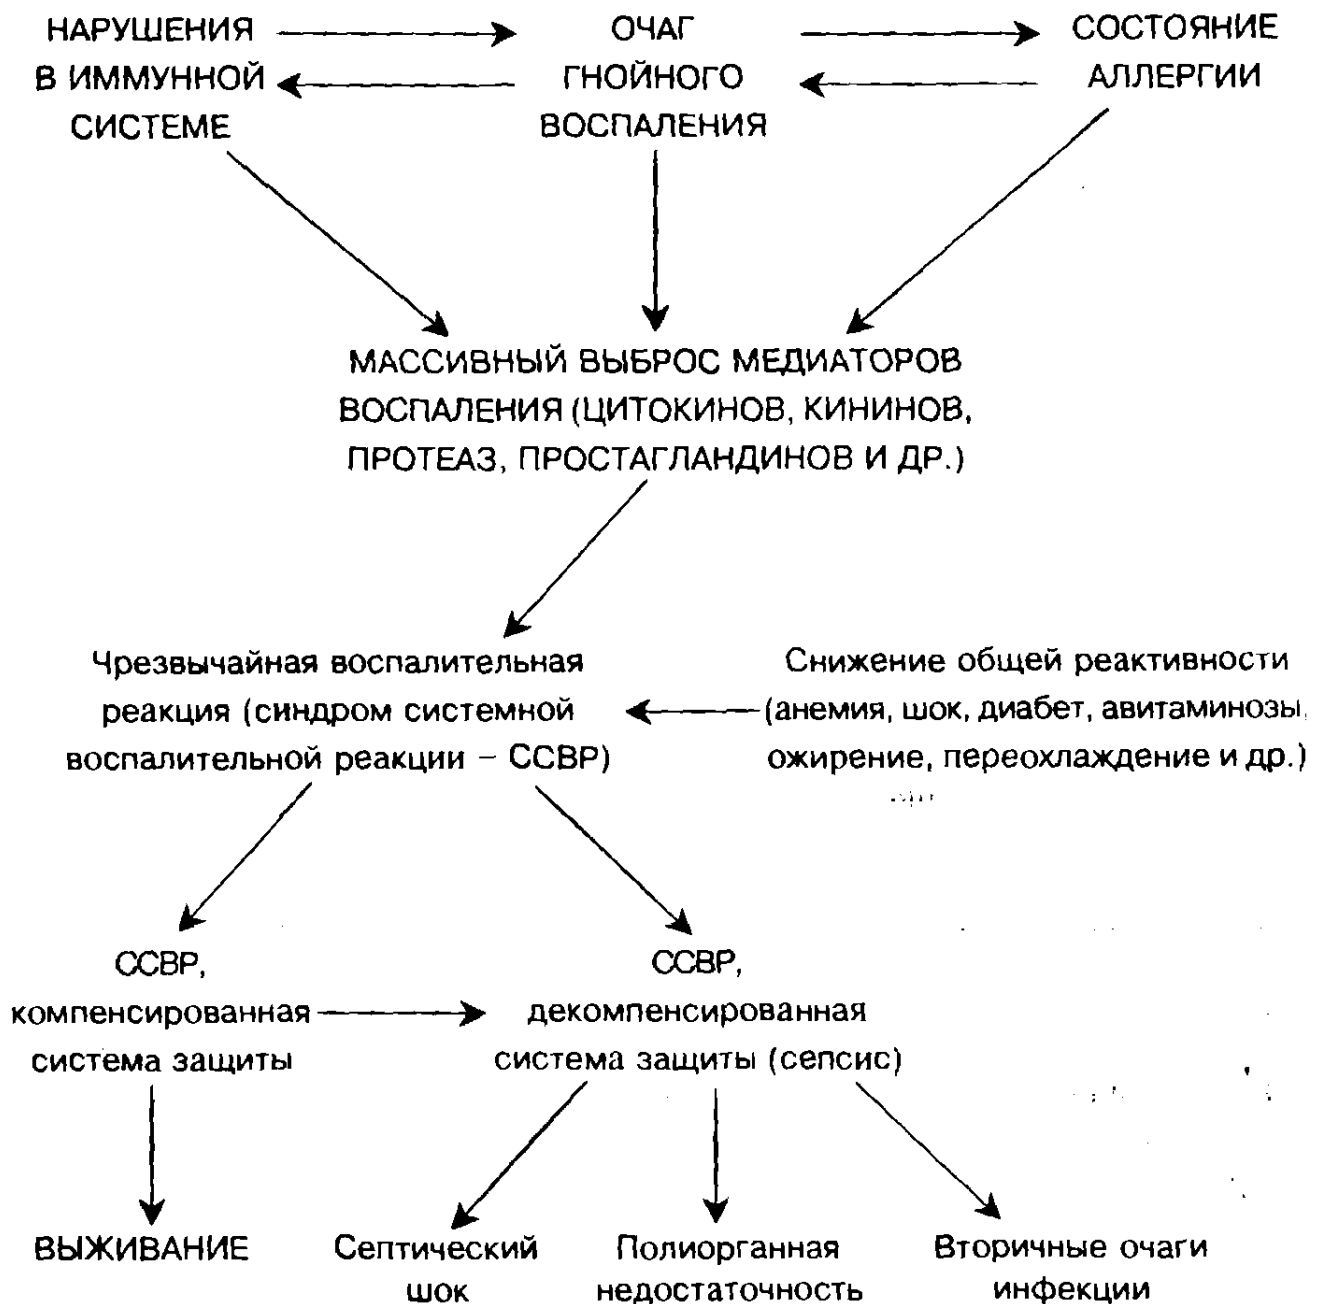 НАРУШЕНИЯ
В ИММУННОЙ
СИСТЕМЕ
ОЧАГ
ГНОЙНОГО
ВОСПАЛЕНИЯ
СОСТОЯНИЕ
АЛЛЕРГИИ
МАССИВНЫЙ ВЫБРОС МЕДИАТОРОВ
ВОСПАЛЕНИЯ (ЦИТОКИНОВ, КИНИНОВ,
ПРОТЕАЗ, ПРОСТАГЛАНДИНОВ И ДР.)
Чрезвычайная воспалительная
реакция (синдром системной
воспалительной реакции – ССВР)
Снижение общей реактивности
(анемия, шок, диабет, авитаминозы,
ожирение, переохлаждение и др.)
ССВР,
компенсированная
система защиты
ССВР,
декомпенсированная
система защиты (сепсис)
ВЫЖИВАНИЕ
Септический
шок
Полиорганная
недостаточность
Вторичные очаги
инфекции